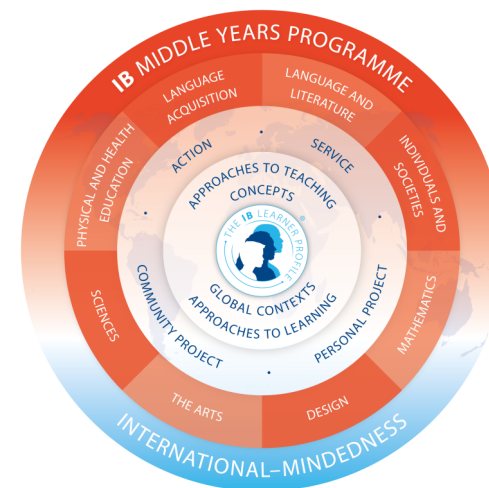 IB MIDDLE YEARS PROGRAMME
LANGUAGE
ACQUISITION
LANGUAGE AND
LITERATURE
INDIVIDUALS AND
SOCIETIES
MATHEMATICS
DESIGN
THE ARTS
SCIENCES
PHYSICAL AND HEALTH
EDUCATION
ACTION
SERVICE
PERSONAL PROJECT
COMMUNITY PROJECT
APPROACHES TO TEACHING
CONCEPTS
THE IB LEARNER PROFILE
®
GLOBAL CONTEXTS
APPROACHES TO LEARNING
INTERNATIONAL–MINDEDNESS